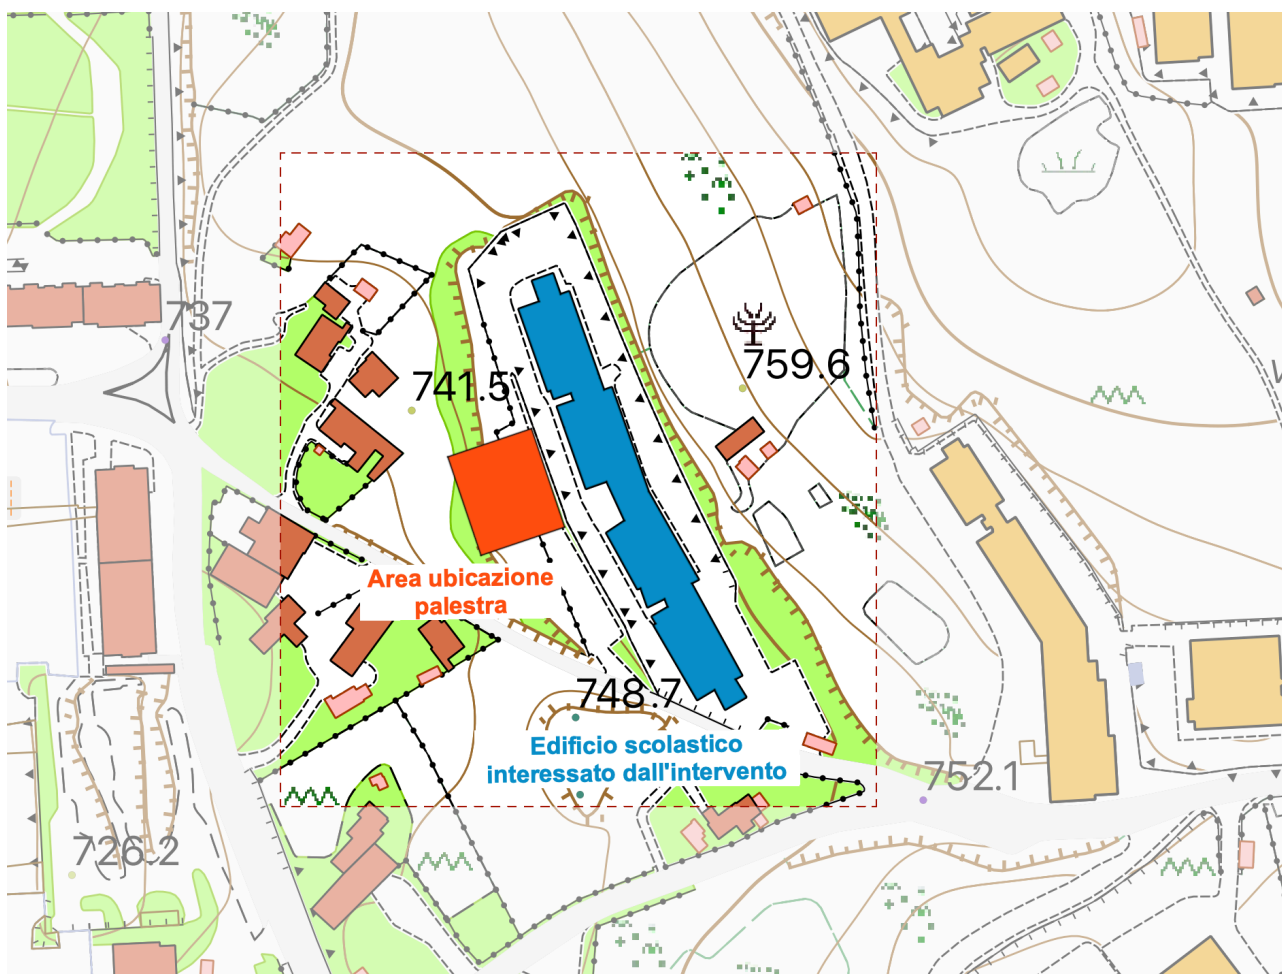 737
759.6
741.5
Area ubicazione
palestra
748.7
Edificio scolastico
interessato dall'intervento
752.1
726.2